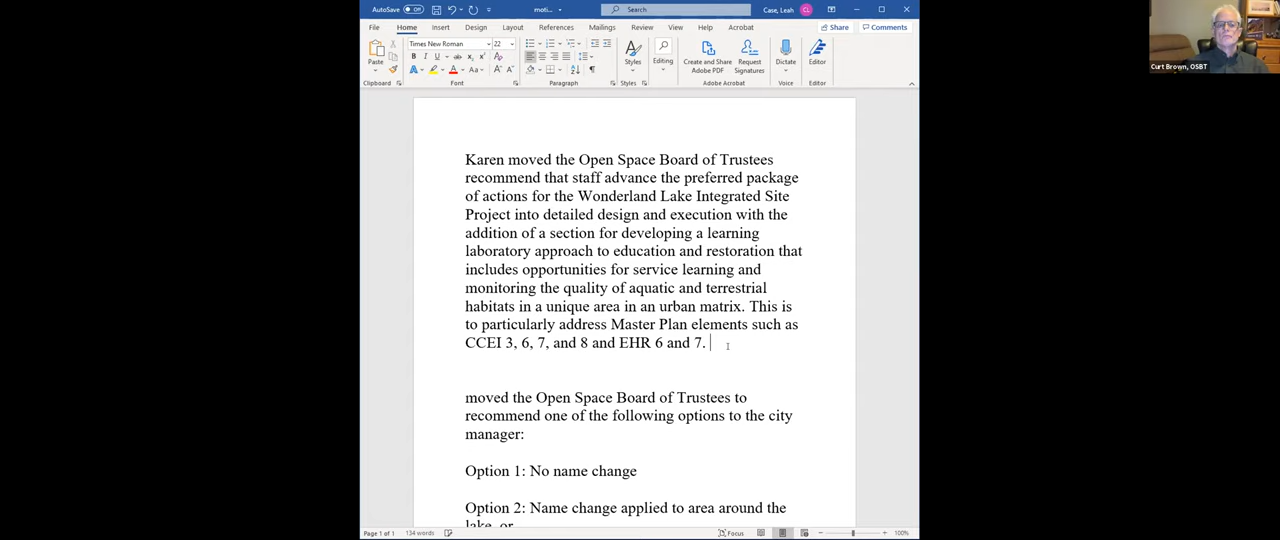 AutoSave Off
moti...
Search
Case, Leah CL
File Home Insert Design Layout References Mailings Review View Help Acrobat
Share Comments
Times New Roman 22
Paste
B I U ab x x
A A Aa A A
Styles
Editing
Create and Share Adobe PDF
Request Signatures
Dictate
Editor
Clipboard Font Paragraph Styles Adobe Acrobat Voice Editor
Karen moved the Open Space Board of Trustees
recommend that staff advance the preferred package
of actions for the Wonderland Lake Integrated Site
Project into detailed design and execution with the
addition of a section for developing a learning
laboratory approach to education and restoration that
includes opportunities for service learning and
monitoring the quality of aquatic and terrestrial
habitats in a unique area in an urban matrix. This is
to particularly address Master Plan elements such as
CCEI 3, 6, 7, and 8 and EHR 6 and 7.
moved the Open Space Board of Trustees to
recommend one of the following options to the city
manager:
Option 1: No name change
Option 2: Name change applied to area around the
lake, or
Page 1 of 1 134 words
Focus
100%
Curt Brown, OSBT